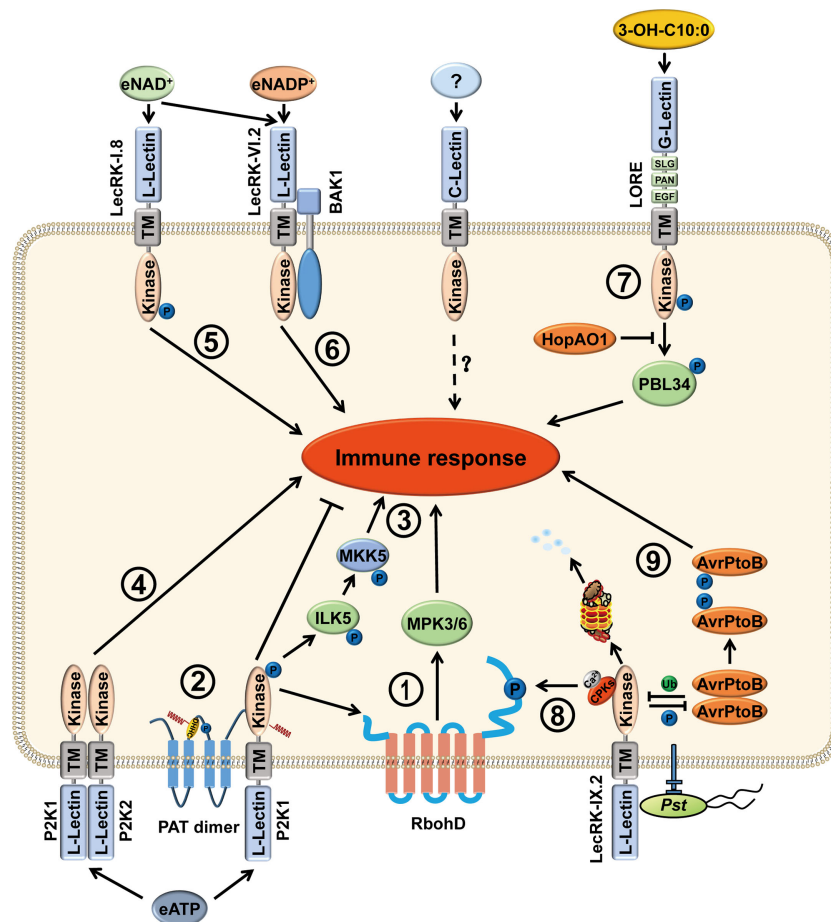 3-OH-C10:0
eNAD+
eNADP+
?
LecRK-I.8
L-Lectin
TM
Kinase
P
LecRK-VI.2
L-Lectin
TM
Kinase
BAK1
C-Lectin
TM
Kinase
?
LORE
G-Lectin
SLG
PAN
EGF
TM
Kinase
P
5
6
7
HopAO1
PBL34
P
Immune response
3
4
MKK5
P
ILK5
P
MPK3/6
9
AvrPtoB
P
P
AvrPtoB
AvrPtoB
AvrPtoB
Ub
P
2
1
8
Kinase
Kinase
TM
TM
L-Lectin
L-Lectin
P2K1
P2K2
DHHC
P
PAT dimer
Kinase
P
TM
L-Lectin
P2K1
P
RbohD
Ca2+
CPKs
Kinase
TM
L-Lectin
LecRK-IX.2
Pst
eATP